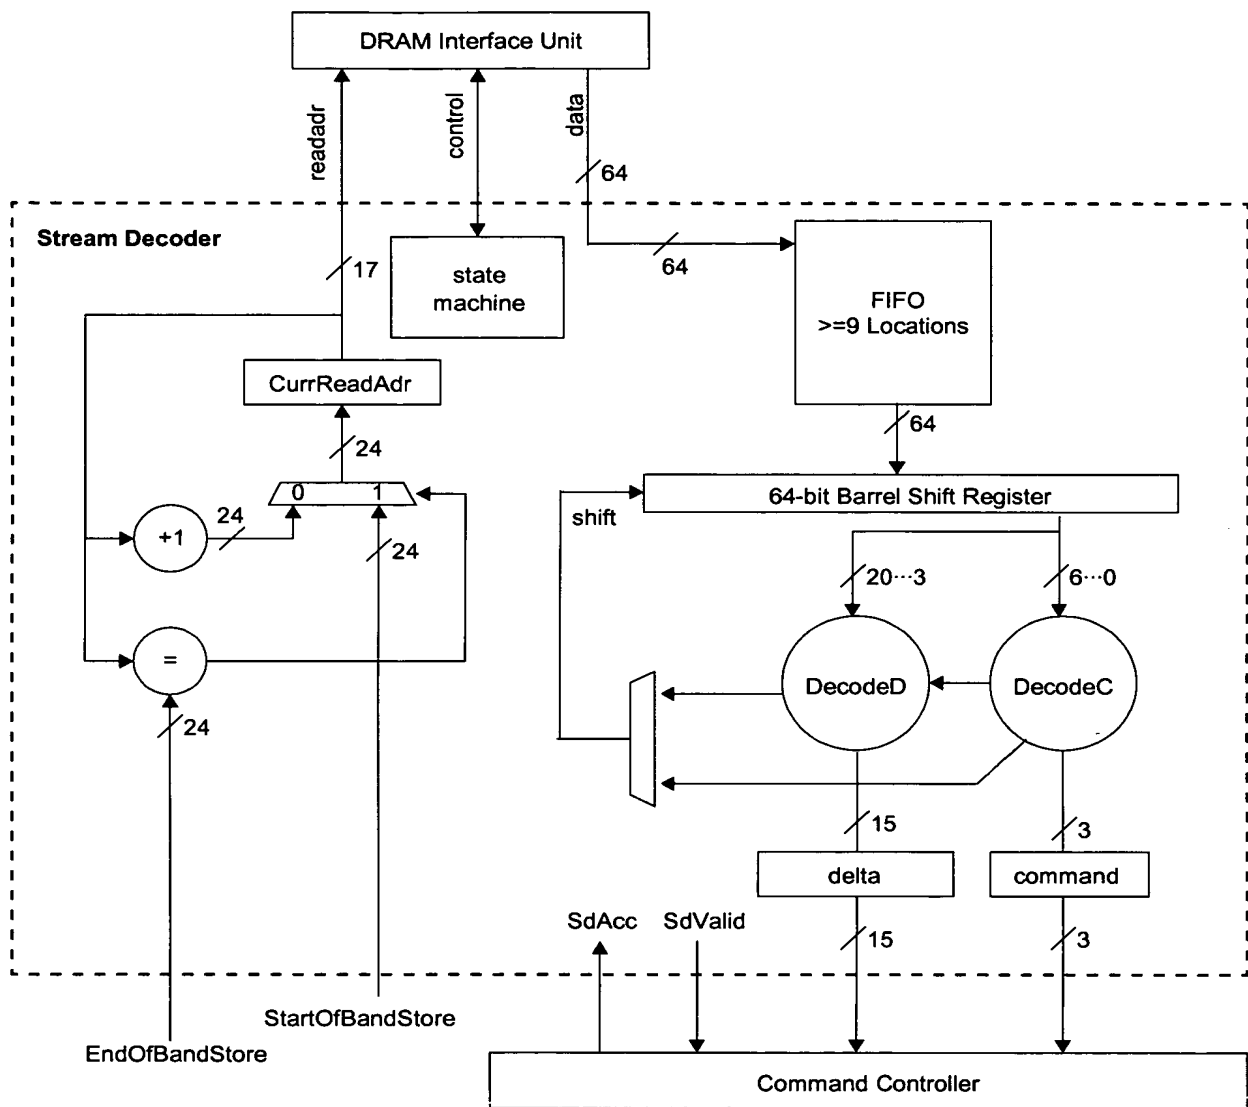 DRAM Interface Unit
readadr
control
data
64
Stream Decoder
17
state
machine
64
FIFO
>=9 Locations
CurrReadAdr
64
24
0 1
64-bit Barrel Shift Register
shift
24
+1
24
20···3
6···0
=
DecodeD
DecodeC
24
15
3
delta
command
SdAcc
SdValid
15
3
StartOfBandStore
EndOfBandStore
Command Controller